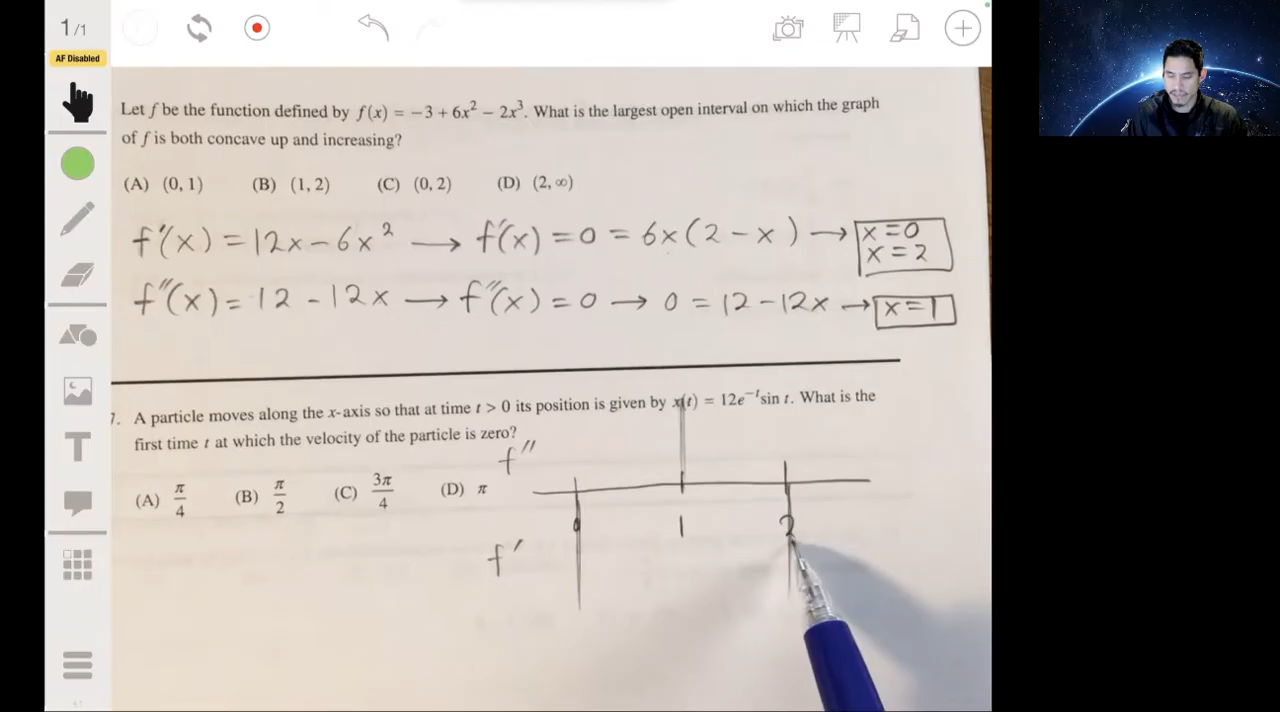 1/1
AF Disabled
Let f be the function defined by f(x) = −3 + 6x² − 2x³. What is the largest open interval on which the graph
of f is both concave up and increasing?
(A) (0, 1) (B) (1, 2) (C) (0, 2) (D) (2, ∞)
f'(x) = 12x − 6x² → f'(x) = 0 = 6x(2 − x) → x = 0
x = 2
f''(x) = 12 − 12x → f''(x) = 0 → 0 = 12 − 12x → x = 1
7. A particle moves along the x-axis so that at time t > 0 its position is given by x(t) = 12e⁻ᵗ sin t. What is the
first time t at which the velocity of the particle is zero?
(A) π/4 (B) π/2 (C) 3π/4 (D) π
f''
0 1 2
f'
T